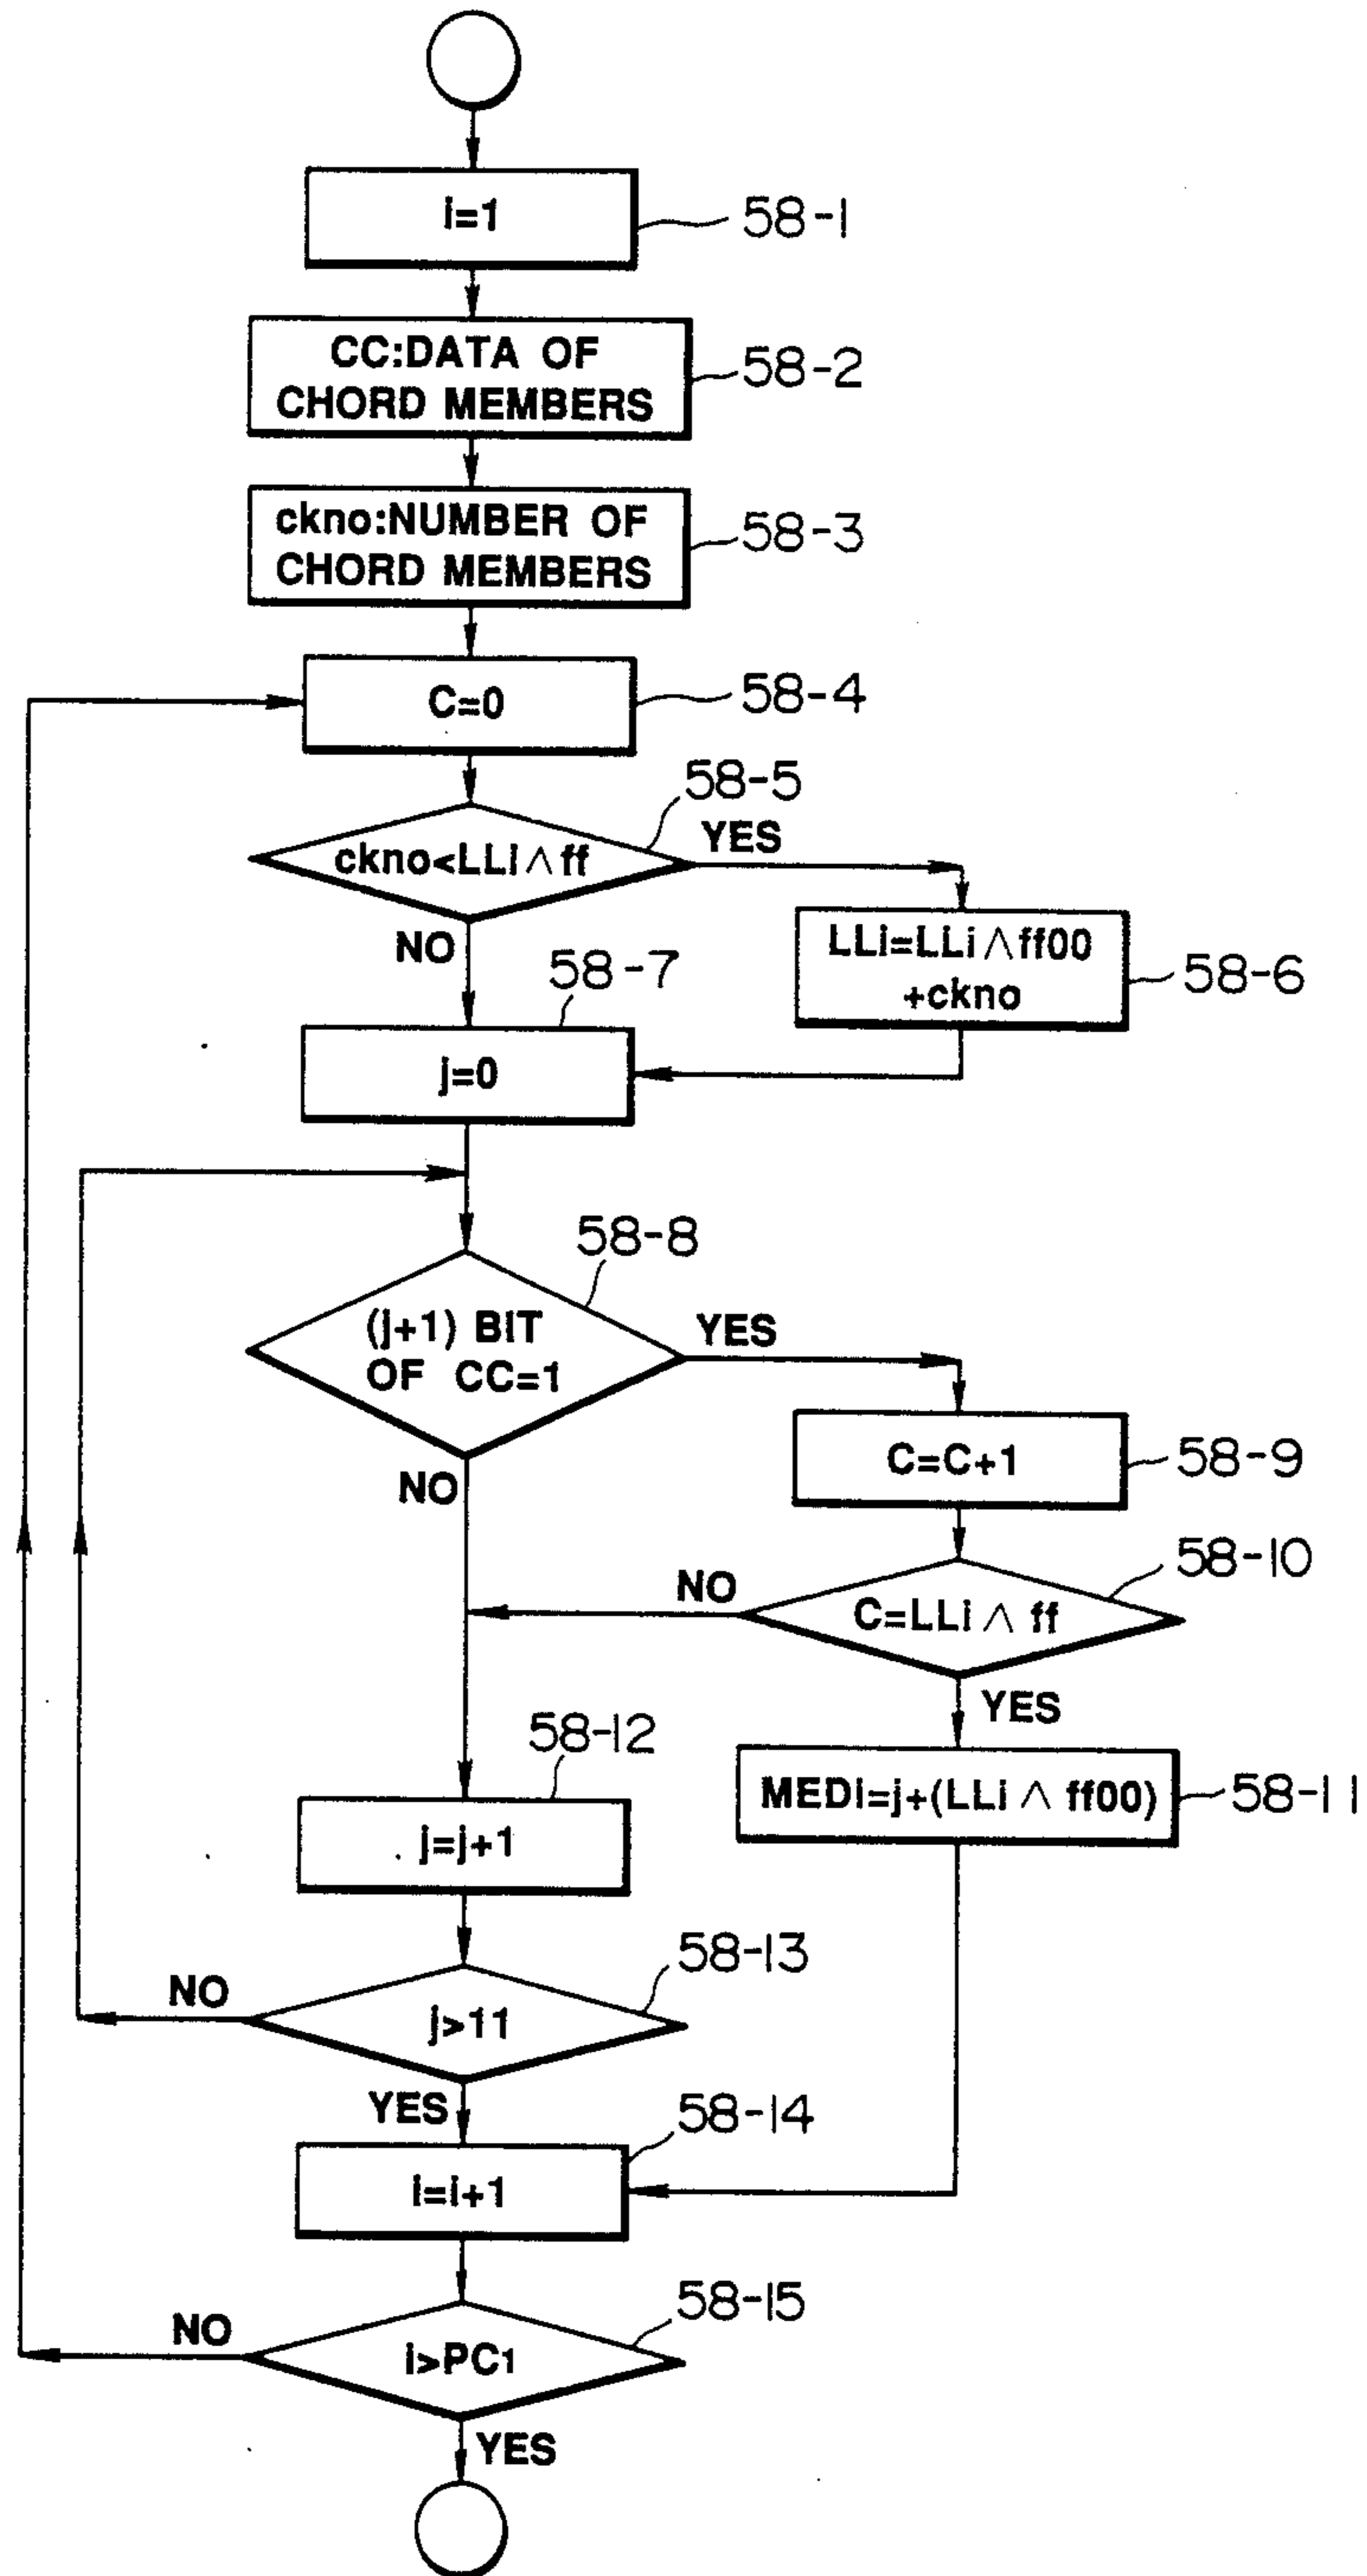 i=1
58-1
CC:DATA OF
CHORD MEMBERS
58-2
ckno:NUMBER OF
CHORD MEMBERS
58-3
C=0
58-4
58-5
ckno<LLi∧ff
YES
NO
LLi=LLi∧ff00
+ckno
58-6
58-7
j=0
58-8
(j+1) BIT
OF CC=1
YES
NO
C=C+1
58-9
58-10
C=LLi∧ff
NO
YES
58-12
MEDi=j+(LLi∧ff00)
58-11
j=j+1
58-13
NO
j>11
YES
58-14
i=i+1
58-15
NO
i>PC1
YES